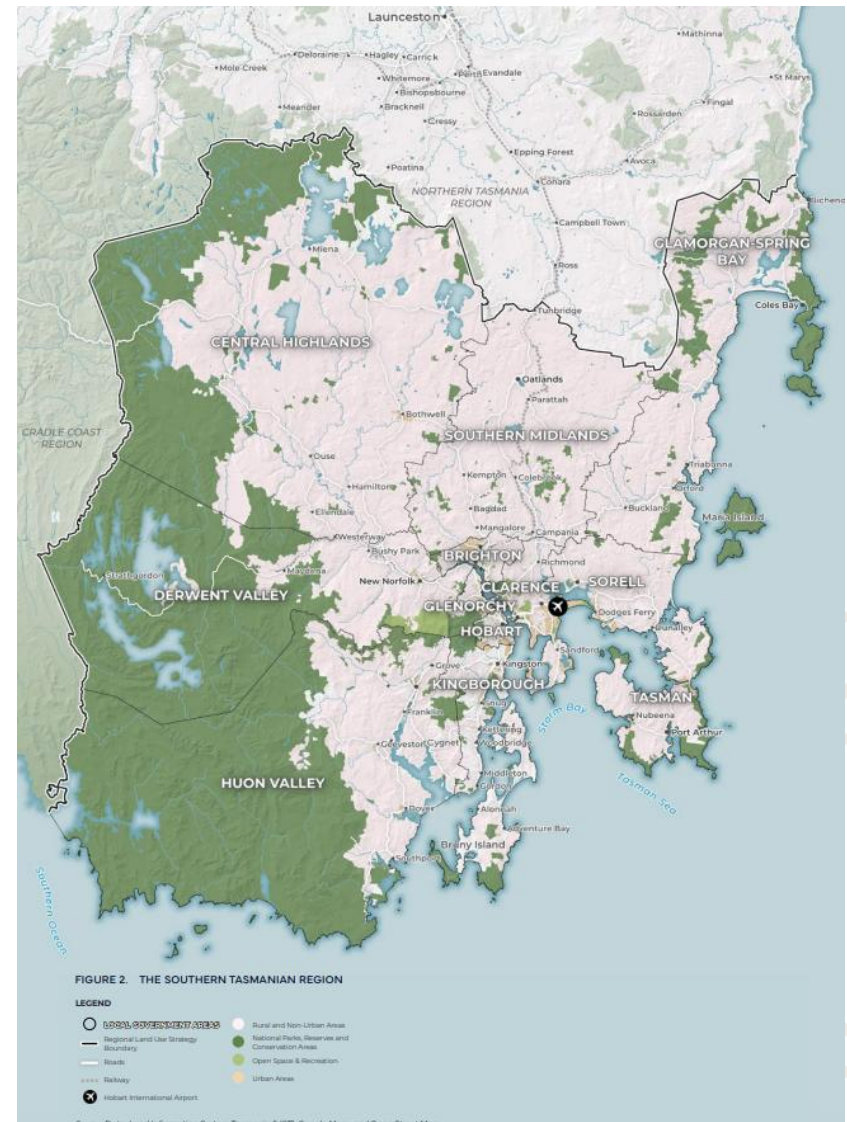 Launceston
Mathinna
Deloraine
Hagley
Carrick
Mole Creek
Perth
Evandale
Whitemore
St Marys
Bishopsbourne
Meander
Bracknell
Fingal
Rossarden
Cressy
Epping Forest
Avoca
Poatina
Conara
NORTHERN TASMANIA
REGION
Bicheno
Campbell Town
GLAMORGAN-SPRING
BAY
Miena
Ross
Coles Bay
Tunbridge
CENTRAL HIGHLANDS
Oatlands
Parattah
Bothwell
CRADLE COAST
REGION
SOUTHERN MIDLANDS
Ouse
Triabunna
Kempton
Colebrook
Hamilton
Orford
Ellendale
Bagdad
Buckland
Maria Island
Mangalore
Campania
Westerway
Bushy Park
BRIGHTON
Richmond
Strathgordon
Maydena
New Norfolk
CLARENCE
SORELL
DERWENT VALLEY
GLENORCHY
Dodges Ferry
HOBART
Dunalley
Sandford
Grove
Kingston
KINGBOROUGH
TASMAN
Franklin
Snug
Storm Bay
Nubeena
Kettering
Port Arthur
Geeveston
Cygnet
Woodbridge
HUON VALLEY
Middleton
Gordon
Tasman Sea
Dover
Alonnah
Adventure Bay
Bruny Island
Southport
Southern Ocean
FIGURE 2. THE SOUTHERN TASMANIAN REGION
LEGEND
LOCAL GOVERNMENT AREAS
Regional Land Use Strategy
Boundary
Roads
Railway
Hobart International Airport
Rural and Non-Urban Areas
National Parks, Reserves and
Conservation Areas
Open Space & Recreation
Urban Areas